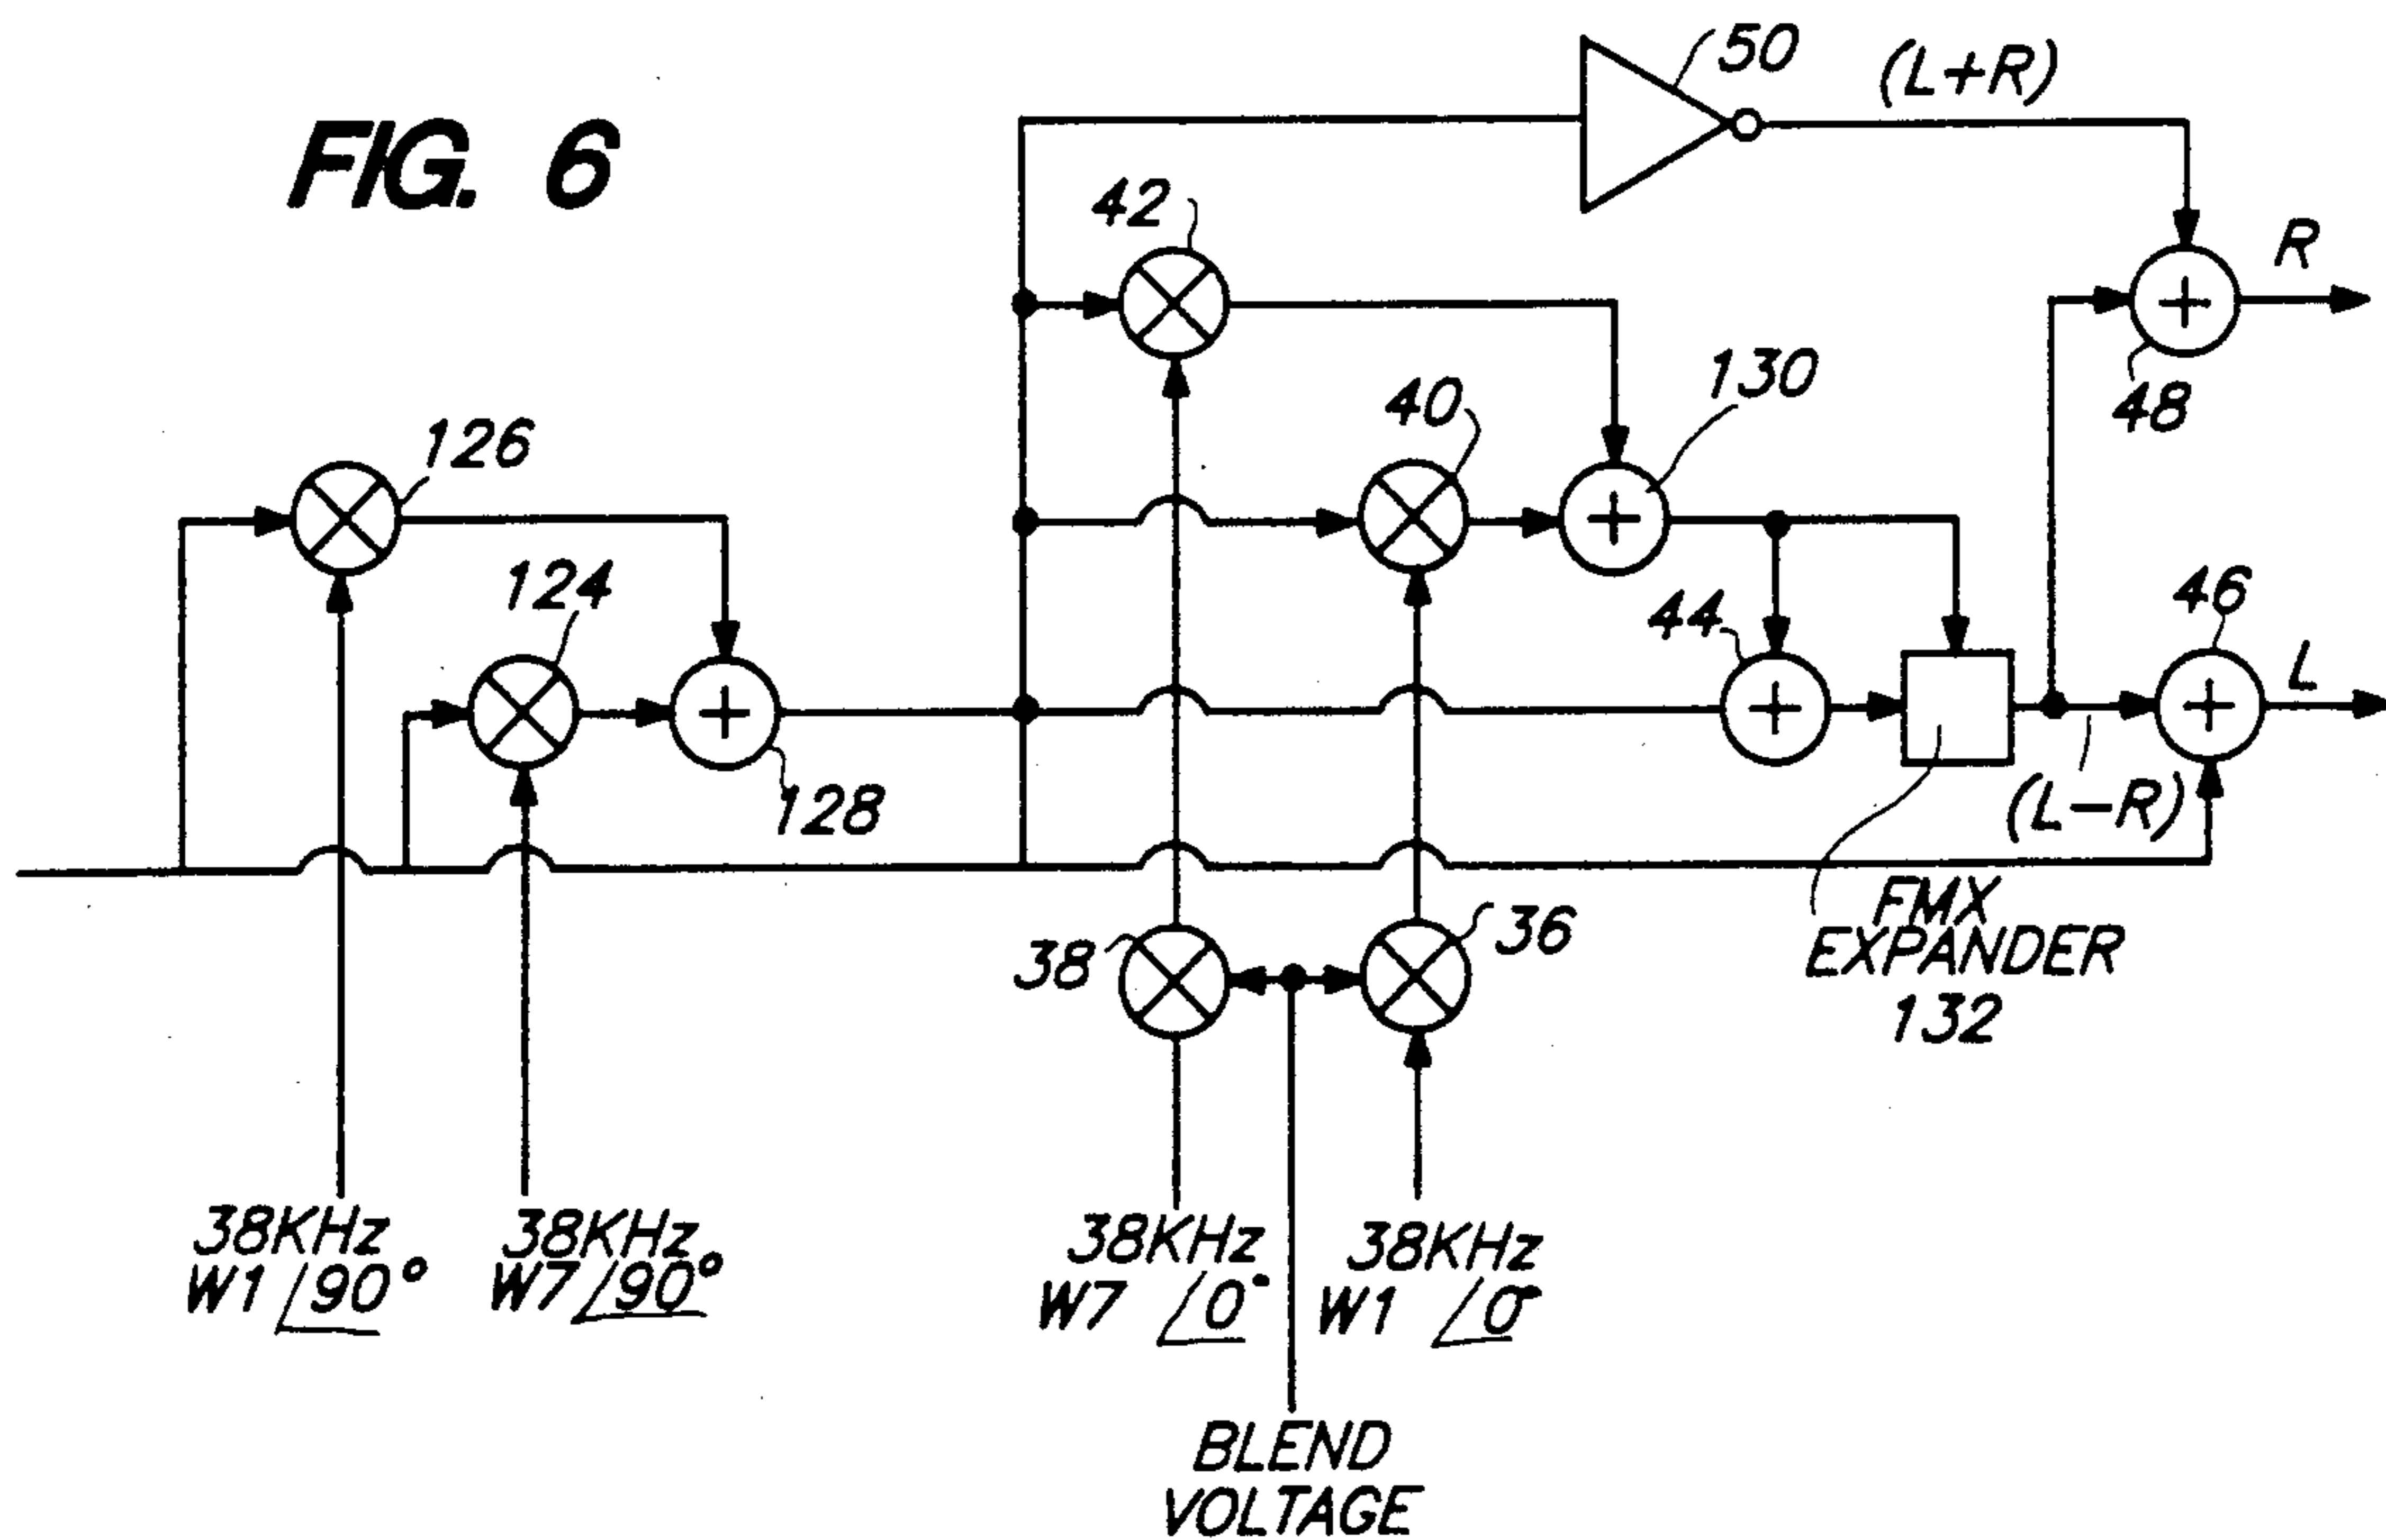 FIG. 6
50
(L+R)
42
R
130
40
48
126
124
44
46
L
128
(L-R)
FMX
EXPANDER
132
38
36
38KHz
W1 /90°
38KHz
W7 /90°
38KHz
W7 /0°
38KHz
W1 /0°
BLEND
VOLTAGE